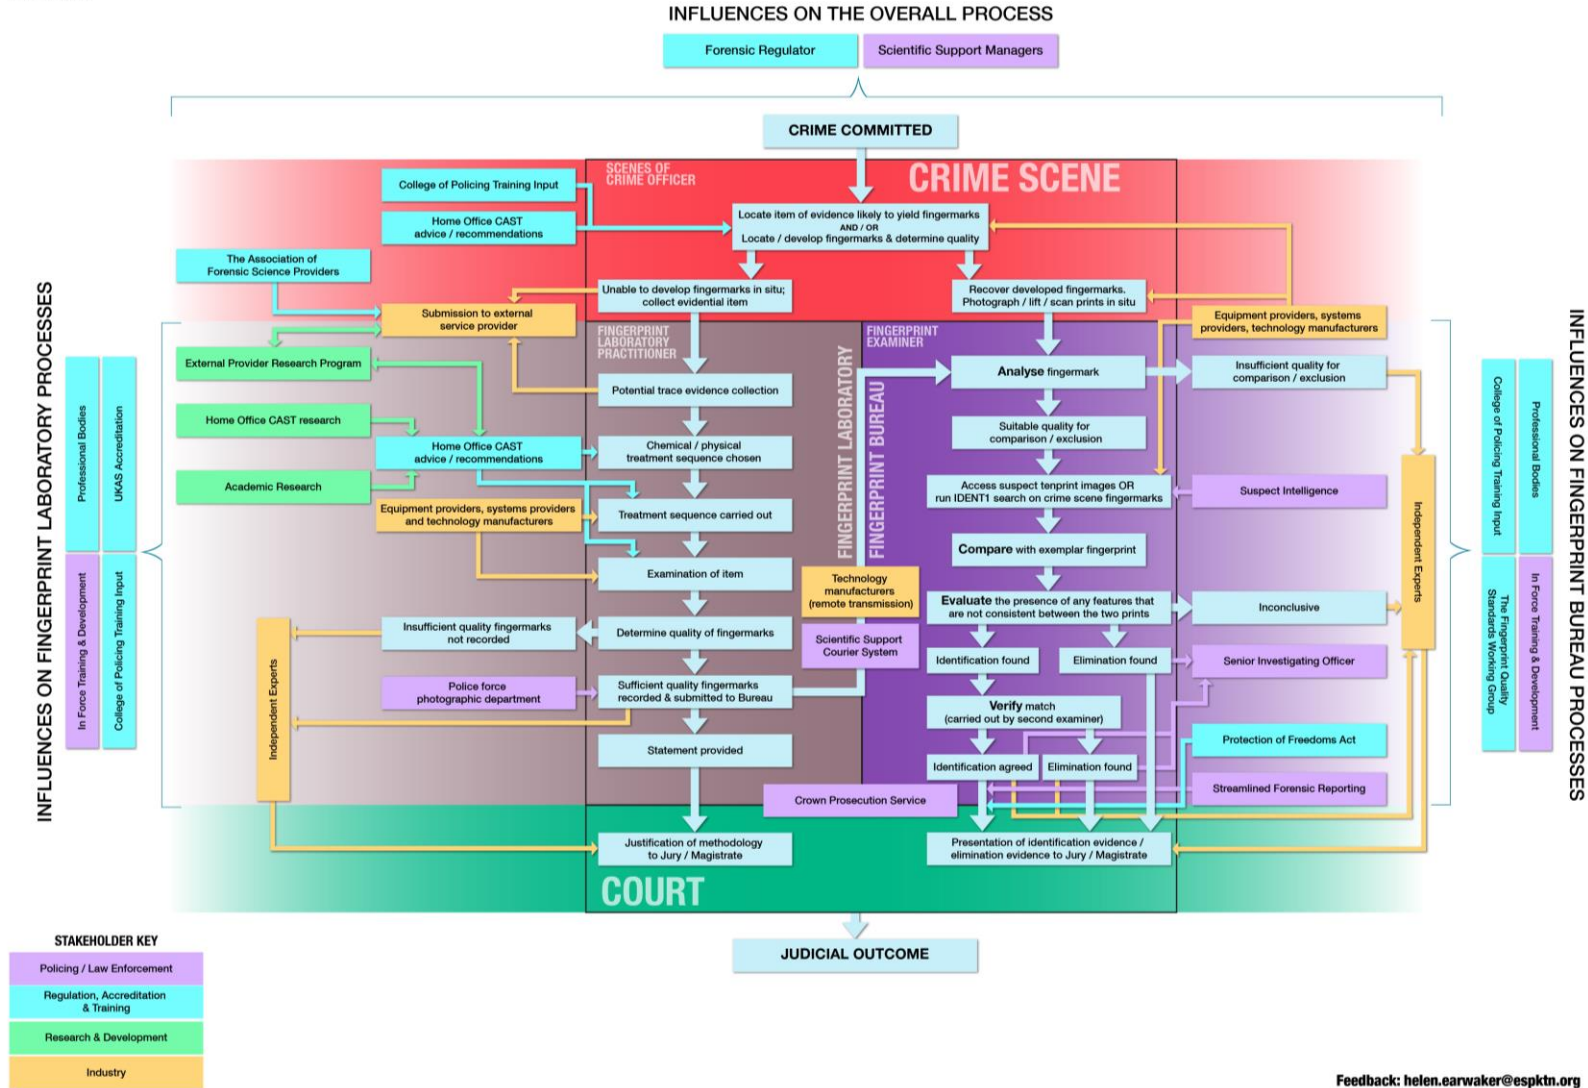 INFLUENCES ON THE OVERALL PROCESS
Forensic Regulator
Scientific Support Managers
CRIME COMMITTED
SCENES OF
CRIME OFFICER
CRIME SCENE
College of Policing Training Input
Home Office CAST
advice / recommendations
Locate item of evidence likely to yield fingermarks
AND / OR
Locate / develop fingermarks & determine quality
The Association of
Forensic Science Providers
Unable to develop fingermarks in situ;
collect evidential item
Recover developed fingermarks.
Photograph / lift / scan prints in situ
Submission to external
service provider
Equipment providers, systems
providers, technology manufacturers
INFLUENCES ON FINGERPRINT LABORATORY PROCESSES
Professional Bodies
UKAS Accreditation
In Force Training & Development
College of Policing Training Input
External Provider Research Program
Home Office CAST research
Academic Research
Home Office CAST
advice / recommendations
Equipment providers, systems providers
and technology manufacturers
FINGERPRINT
LABORATORY
PRACTITIONER
FINGERPRINT LABORATORY
Potential trace evidence collection
Chemical / physical
treatment sequence chosen
Treatment sequence carried out
Examination of item
Insufficient quality fingermarks
not recorded
Determine quality of fingermarks
Police force
photographic department
Sufficient quality fingermarks
recorded & submitted to Bureau
Statement provided
Independent Experts
Technology
manufacturers
(remote transmission)
Scientific Support
Courier System
FINGERPRINT BUREAU
FINGERPRINT
EXAMINER
Analyse fingermark
Insufficient quality for
comparison / exclusion
Suitable quality for
comparison / exclusion
Access suspect tenprint images OR
run IDENT1 search on crime scene fingermarks
Suspect Intelligence
Compare with exemplar fingerprint
Evaluate the presence of any features that
are not consistent between the two prints
Inconclusive
Identification found
Elimination found
Senior Investigating Officer
Verify match
(carried out by second examiner)
Protection of Freedoms Act
Identification agreed
Elimination found
Streamlined Forensic Reporting
Crown Prosecution Service
Independent Experts
College of Policing Training Input
Professional Bodies
The Fingerprint Quality
Standards Working Group
In Force Training & Development
INFLUENCES ON FINGERPRINT BUREAU PROCESSES
Justification of methodology
to Jury / Magistrate
Presentation of identification evidence /
elimination evidence to Jury / Magistrate
COURT
JUDICIAL OUTCOME
STAKEHOLDER KEY
Policing / Law Enforcement
Regulation, Accreditation
& Training
Research & Development
Industry
Feedback: helen.earwaker@espktn.org